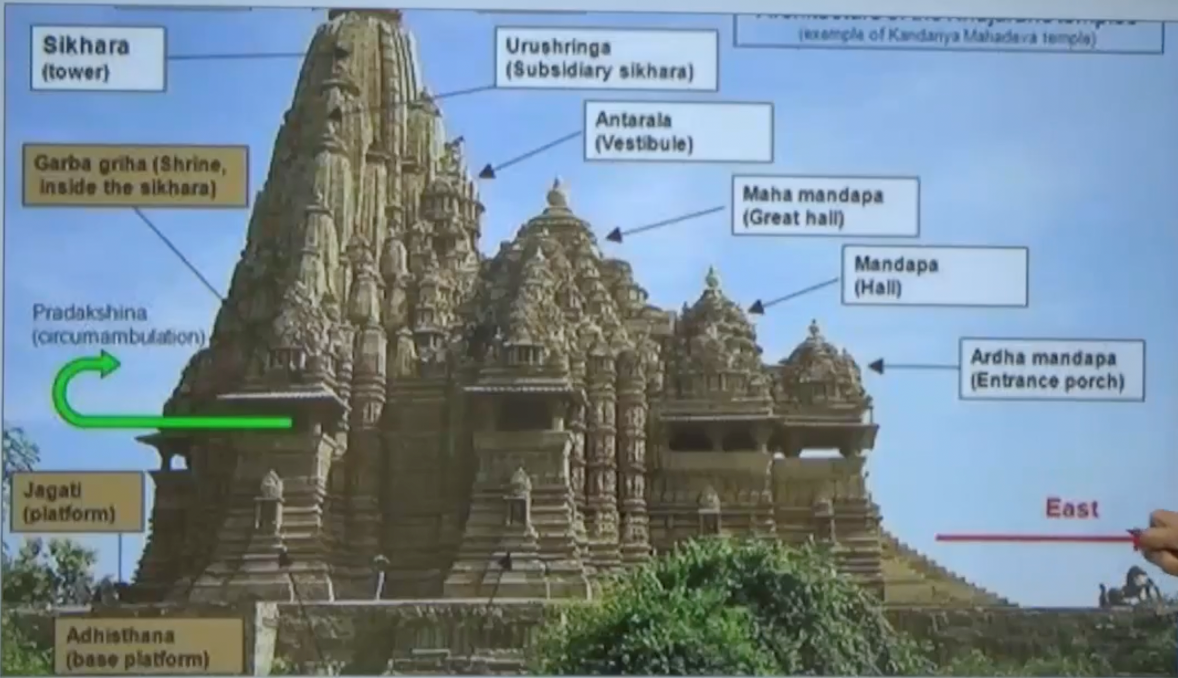 (example of Kandariya Mahadeva temple)
Sikhara
(tower)
Urushringa
(Subsidiary sikhara)
Antarala
(Vestibule)
Garba griha (Shrine,
inside the sikhara)
Maha mandapa
(Great hall)
Mandapa
(Hall)
Pradakshina
(circumambulation)
Ardha mandapa
(Entrance porch)
Jagati
(platform)
East
Adhisthana
(base platform)